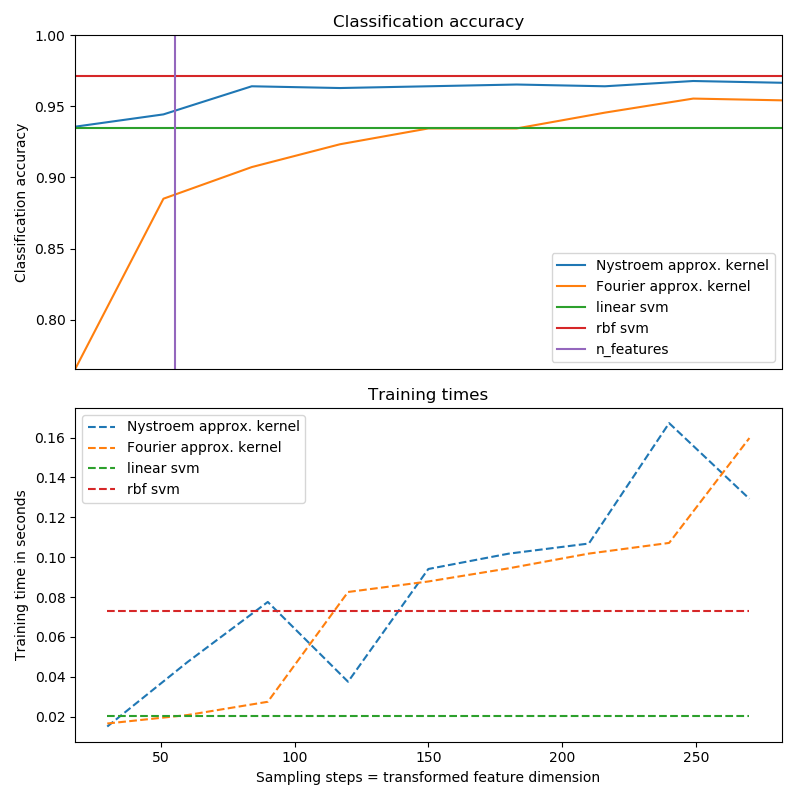 Classification accuracy
1.00
0.95
0.90
0.85
0.80
Classification accuracy
Nystroem approx. kernel
Fourier approx. kernel
linear svm
rbf svm
n_features
Training times
0.16
0.14
0.12
0.10
0.08
0.06
0.04
0.02
Training time in seconds
Nystroem approx. kernel
Fourier approx. kernel
linear svm
rbf svm
50 100 150 200 250
Sampling steps = transformed feature dimension